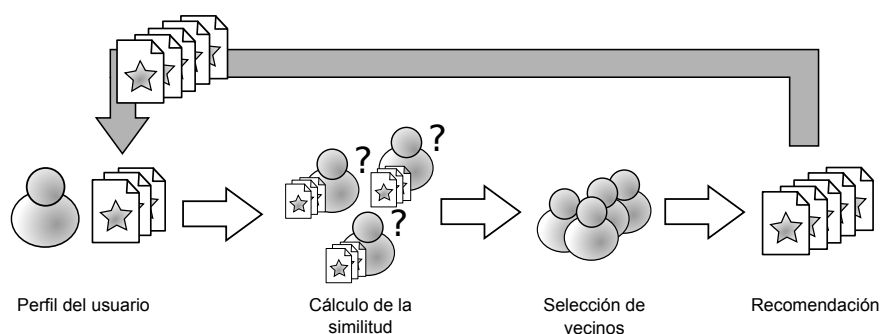 ?
?
?
Perfil del usuario
Cálculo de la
similitud
Selección de
vecinos
Recomendación